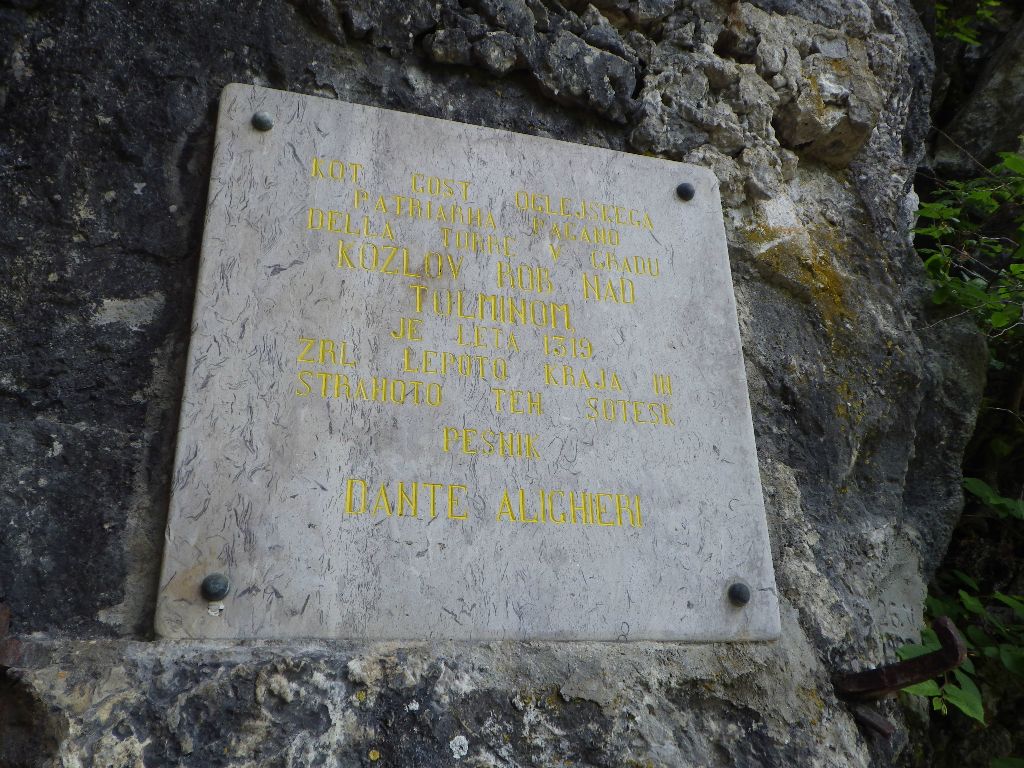 KOT GOST OGLEJSKEGA
PATRIARHA PAGANO
DELLA TORRE V GRADU
KOZLOV ROB NAD
TOLMINOM
JE LETA 1319
ZRL LEPOTO KRAJA IN
STRAHOTO TEH SOTESK
PESNIK
DANTE ALIGHIERI